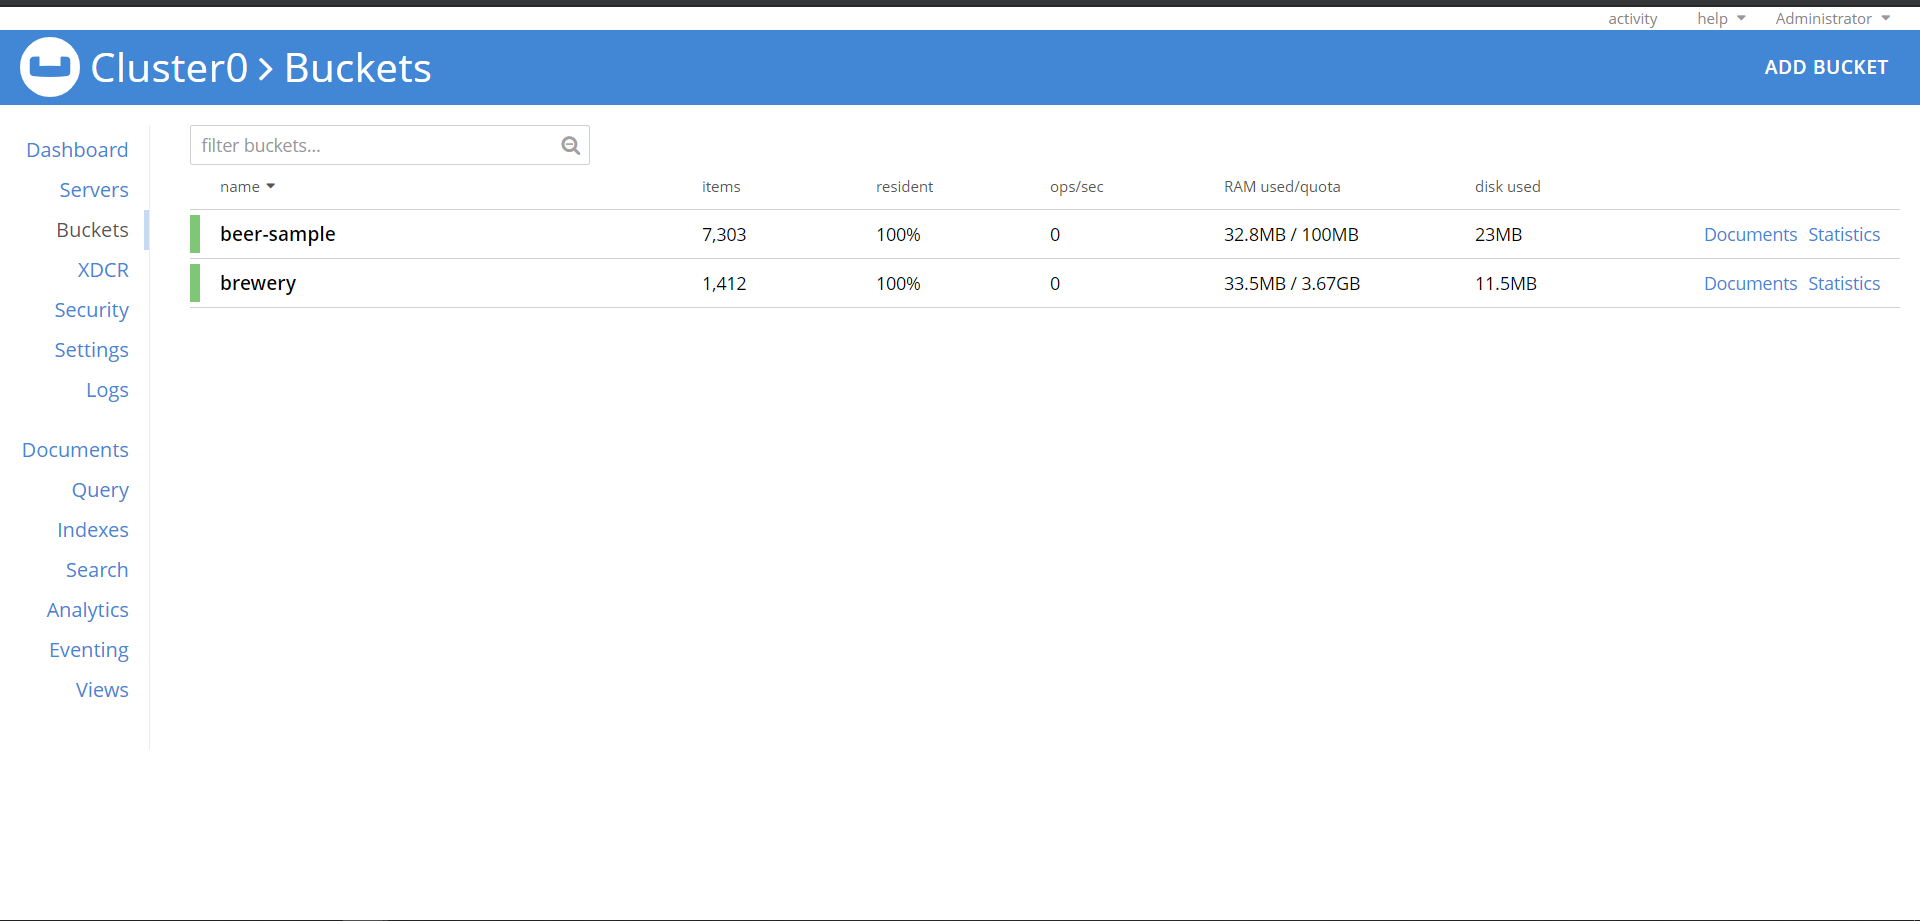 activity help Administrator
Cluster0 > Buckets ADD BUCKET
Dashboard
Servers
Buckets
XDCR
Security
Settings
Logs
Documents
Query
Indexes
Search
Analytics
Eventing
Views
filter buckets...
name items resident ops/sec RAM used/quota disk used
beer-sample 7,303 100% 0 32.8MB / 100MB 23MB Documents Statistics
brewery 1,412 100% 0 33.5MB / 3.67GB 11.5MB Documents Statistics